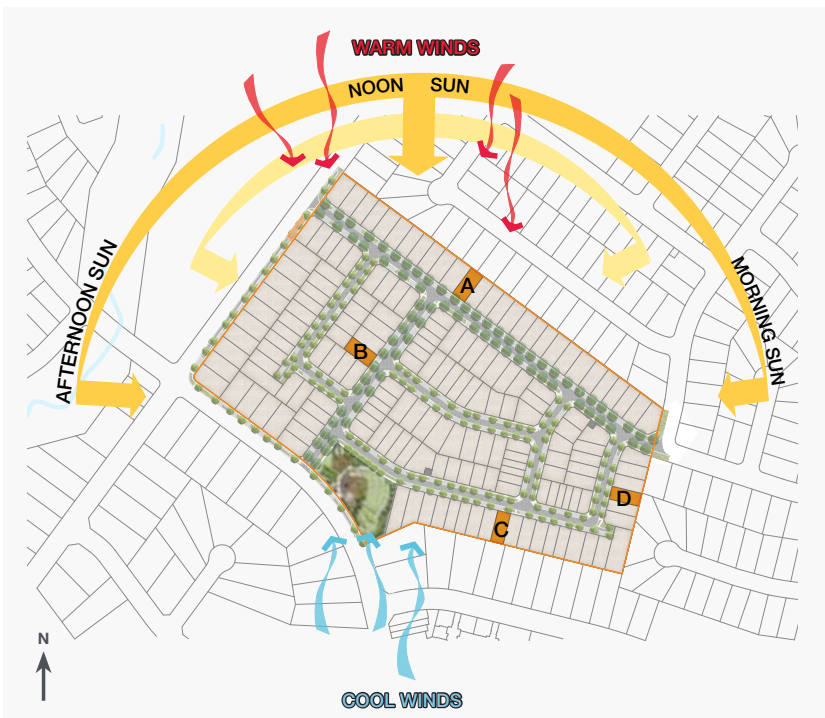 WARM WINDS
NOON SUN
AFTERNOON SUN
MORNING SUN
A
B
C
D
N
COOL WINDS